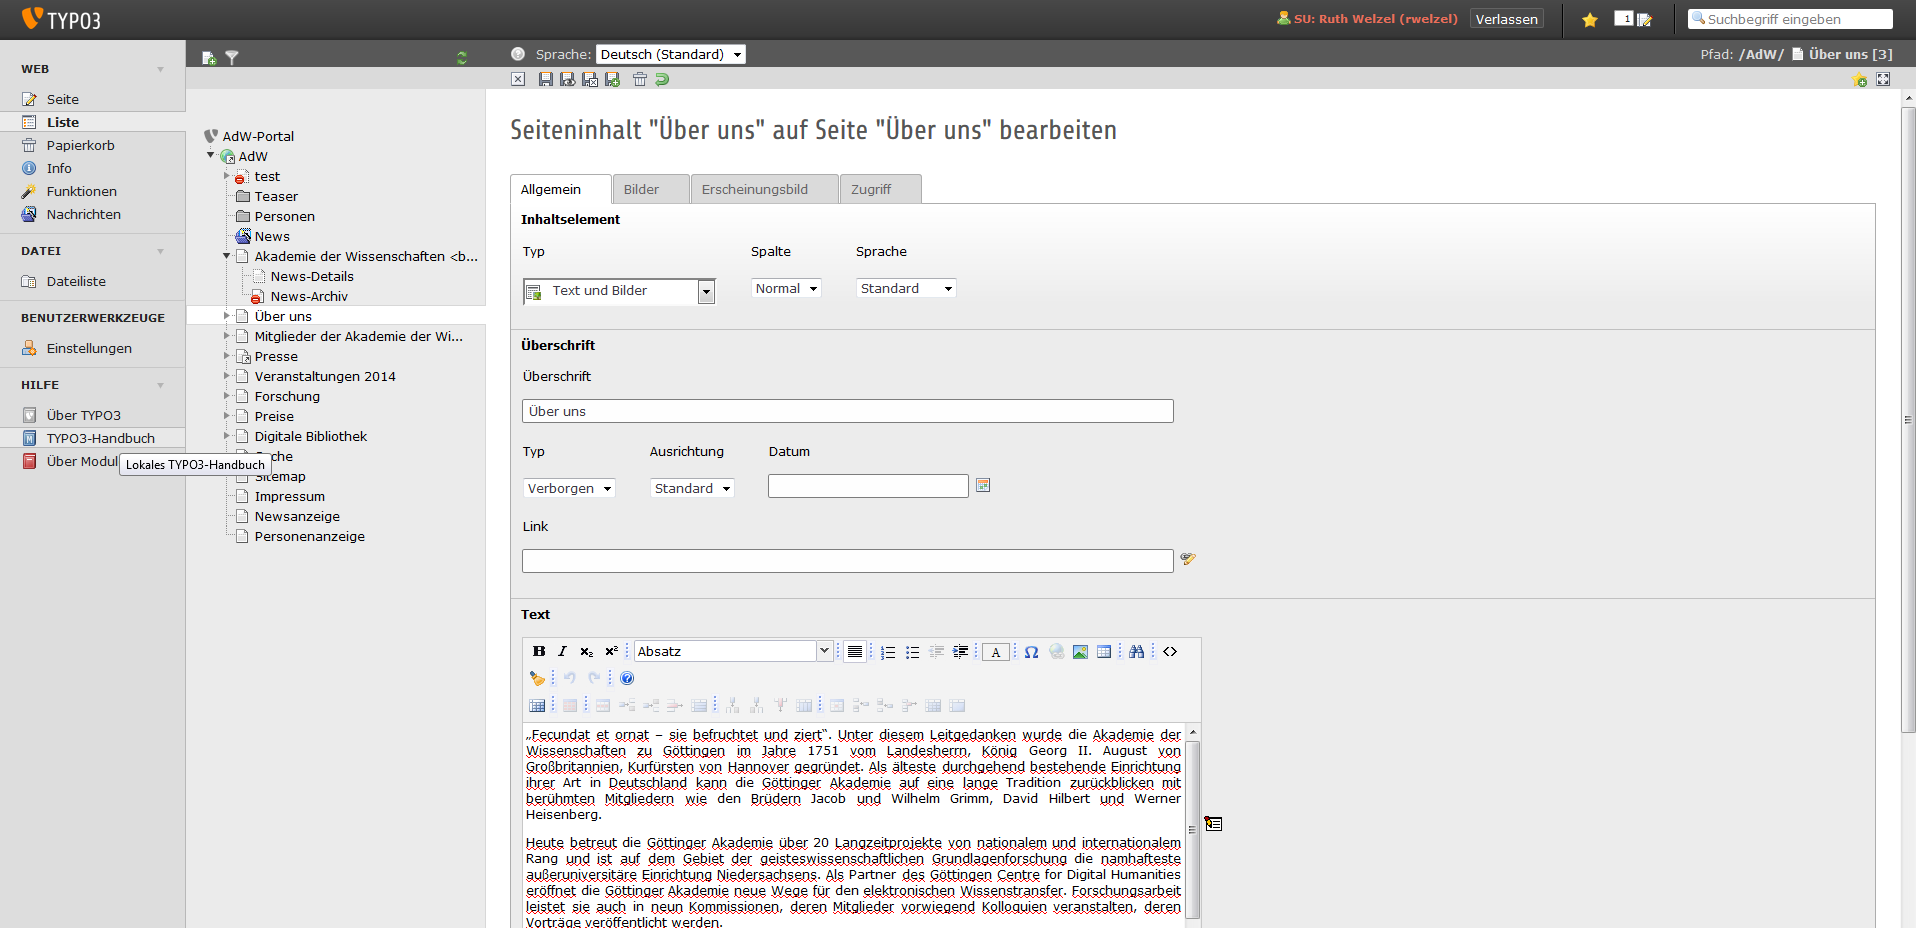 TYPO3
SU: Ruth Welzel (rwelzel)
Verlassen
1
Suchbegriff eingeben
Sprache: Deutsch (Standard)
Pfad: /AdW/ Über uns [3]
WEB
Seite
Liste
Papierkorb
Info
Funktionen
Nachrichten
DATEI
Dateiliste
BENUTZERWERKZEUGE
Einstellungen
HILFE
Über TYPO3
TYPO3-Handbuch
Über Modul
Lokales TYPO3-Handbuch
AdW-Portal
AdW
test
Teaser
Personen
News
Akademie der Wissenschaften <b...
News-Details
News-Archiv
Über uns
Mitglieder der Akademie der Wi...
Presse
Veranstaltungen 2014
Forschung
Preise
Digitale Bibliothek
Sitemap
Impressum
Newsanzeige
Personenanzeige
Seiteninhalt "Über uns" auf Seite "Über uns" bearbeiten
Allgemein Bilder Erscheinungsbild Zugriff
Inhaltselement
Typ Spalte Sprache
Text und Bilder Normal Standard
Überschrift
Überschrift
Über uns
Typ Ausrichtung Datum
Verborgen Standard
Link
Text
B I x₂ x² Absatz A Ω <>
„Fecundat et ornat – sie befruchtet und ziert“. Unter diesem Leitgedanken wurde die Akademie der
Wissenschaften zu Göttingen im Jahre 1751 vom Landesherrn, König Georg II. August von
Großbritannien, Kurfürsten von Hannover gegründet. Als älteste durchgehend bestehende Einrichtung
ihrer Art in Deutschland kann die Göttinger Akademie auf eine lange Tradition zurückblicken mit
berühmten Mitgliedern wie den Brüdern Jacob und Wilhelm Grimm, David Hilbert und Werner
Heisenberg.
Heute betreut die Göttinger Akademie über 20 Langzeitprojekte von nationalem und internationalem
Rang und ist auf dem Gebiet der geisteswissenschaftlichen Grundlagenforschung die namhafteste
außeruniversitäre Einrichtung Niedersachsens. Als Partner des Göttingen Centre for Digital Humanities
eröffnet die Göttinger Akademie neue Wege für den elektronischen Wissenstransfer. Forschungsarbeit
leistet sie auch in neun Kommissionen, deren Mitglieder vorwiegend Kolloquien veranstalten, deren
Vorträge veröffentlicht werden.